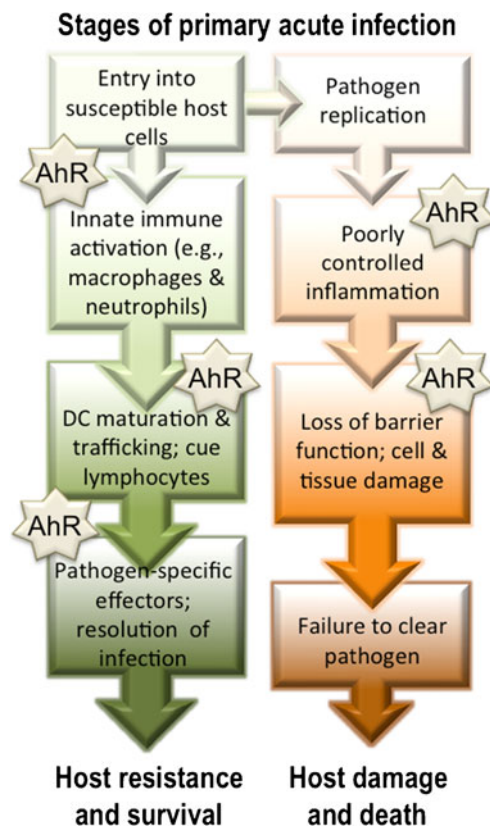 Stages of primary acute infection
Entry into
susceptible host
cells
Pathogen
replication
AhR
Innate immune
activation (e.g.,
macrophages &
neutrophils)
AhR
Poorly
controlled
inflammation
AhR
DC maturation &
trafficking; cue
lymphocytes
AhR
Loss of barrier
function; cell &
tissue damage
AhR
Pathogen-specific
effectors;
resolution of
infection
Failure to clear
pathogen
Host resistance
and survival
Host damage
and death